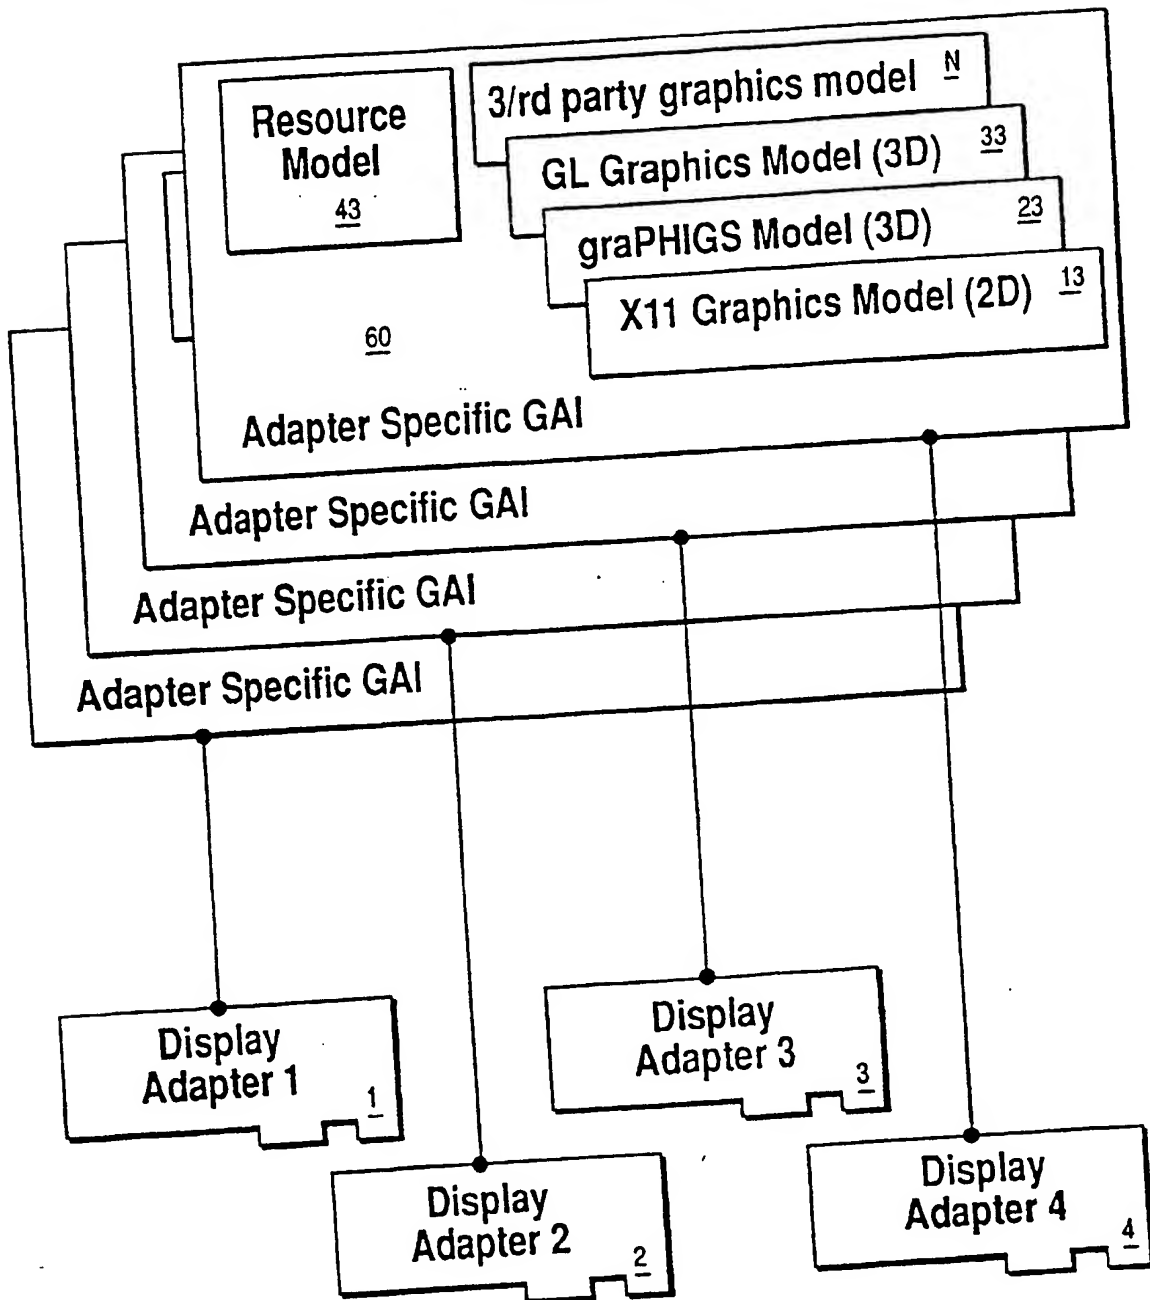 3/rd party graphics model N
Resource
Model
43
GL Graphics Model (3D) 33
graPHIGS Model (3D) 23
X11 Graphics Model (2D) 13
60
Adapter Specific GAI
Adapter Specific GAI
Adapter Specific GAI
Adapter Specific GAI
Display
Adapter 1
1
Display
Adapter 3
3
Display
Adapter 2
2
Display
Adapter 4
4